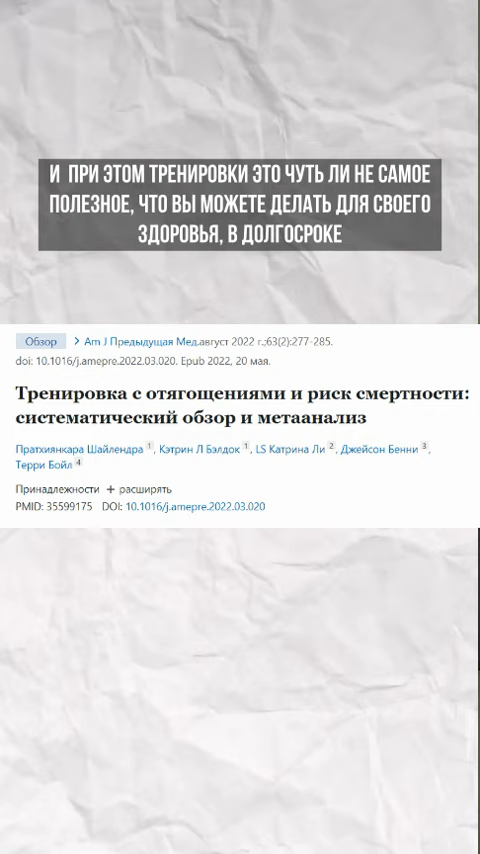 И ПРИ ЭТОМ ТРЕНИРОВКИ ЭТО ЧУТЬ ЛИ НЕ САМОЕ
ПОЛЕЗНОЕ, ЧТО ВЫ МОЖЕТЕ ДЕЛАТЬ ДЛЯ СВОЕГО
ЗДОРОВЬЯ, В ДОЛГОСРОКЕ
Обзор > Am J Предыдущая Мед.август 2022 г.;63(2):277-285.
doi: 10.1016/j.amepre.2022.03.020. Epub 2022, 20 мая.
Тренировка с отягощениями и риск смертности:
систематический обзор и метаанализ
Пратхиянкара Шайлендра 1, Кэтрин Л Бэлдок 1, LS Катрина Ли 2, Джейсон Бенни 3,
Терри Бойл 4
Принадлежности + расширять
PMID: 35599175 DOI: 10.1016/j.amepre.2022.03.020